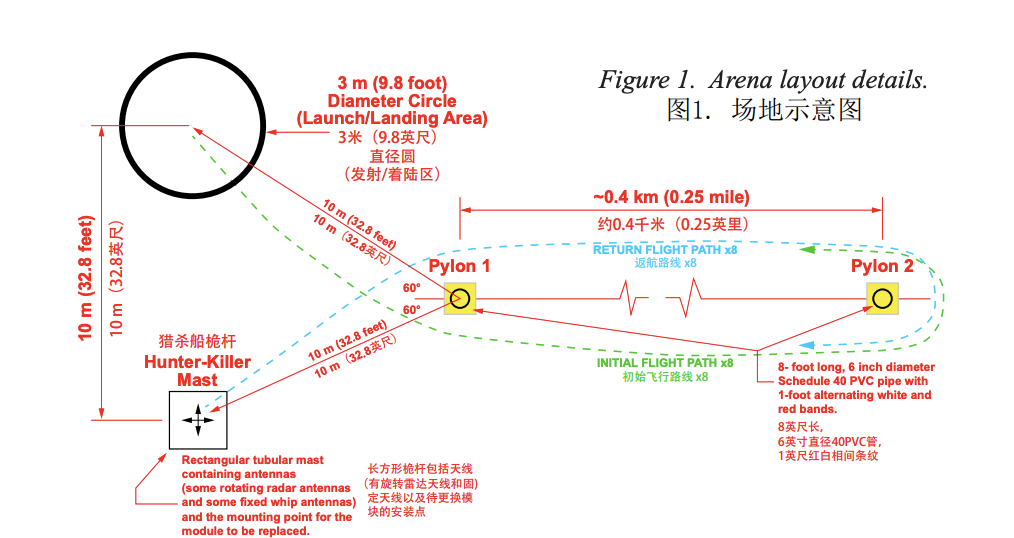 Figure 1. Arena layout details.
图1. 场地示意图
3 m (9.8 foot)
Diameter Circle
(Launch/Landing Area)
3米（9.8英尺）
直径圆
（发射/着陆区）
10 m (32.8 feet)
10 m（32.8英尺）
10 m (32.8 feet)
10 m（32.8英尺）
~0.4 km (0.25 mile)
约0.4千米（0.25英里）
RETURN FLIGHT PATH x8
返航路线 x8
Pylon 1
Pylon 2
60°
60°
10 m (32.8 feet)
10 m（32.8英尺）
猎杀船桅杆
Hunter-Killer
Mast
INITIAL FLIGHT PATH x8
初始飞行路线 x8
8- foot long, 6 inch diameter
Schedule 40 PVC pipe with
1-foot alternating white and
red bands.
8英尺长，
6英寸直径40PVC管，
1英尺红白相间条纹
Rectangular tubular mast
containing antennas
(some rotating radar antennas
and some fixed whip antennas)
and the mounting point for the
module to be replaced.
长方形桅杆包括天线
(有旋转雷达天线和固)
定天线以及待更换模
块的安装点